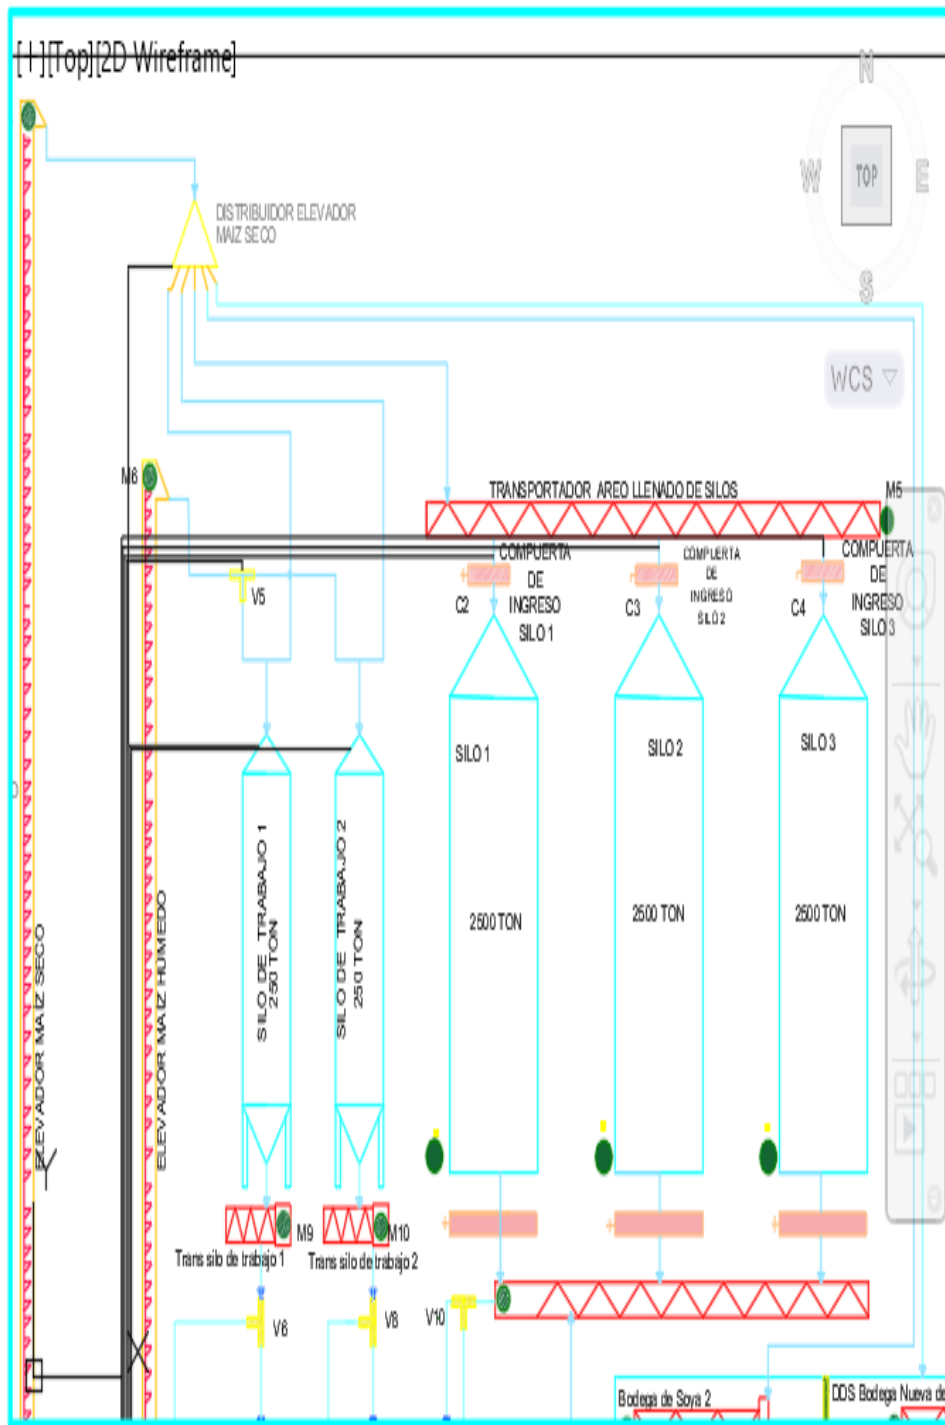 [+][Top][2D Wireframe]
N
W
TOP
E
S
WCS
DISTRIBUIDOR ELEVADOR
MAIZ SECO
M6
TRANSPORTADOR AREO LLENADO DE SILOS
M5
COMPUERTA
DE
INGRESO
SILO 1
COMPUERTA
DE
INGRESO
SILO 2
COMPUERTA
DE
INGRESO
SILO 3
V5
C2
C3
C4
SILO 1
SILO 2
SILO 3
2500 TON
2500 TON
2500 TON
SILO DE TRABAJO 1
250 TON
SILO DE TRABAJO 2
250 TON
ELEVADOR MAIZ SECO
ELEVADOR MAIZ HUMEDO
Y
M9
M10
Trans silo de trabajo 1
Trans silo de trabajo 2
V6
V8
V10
X
Bodega de Soya 2
DDS Bodega Nueva de